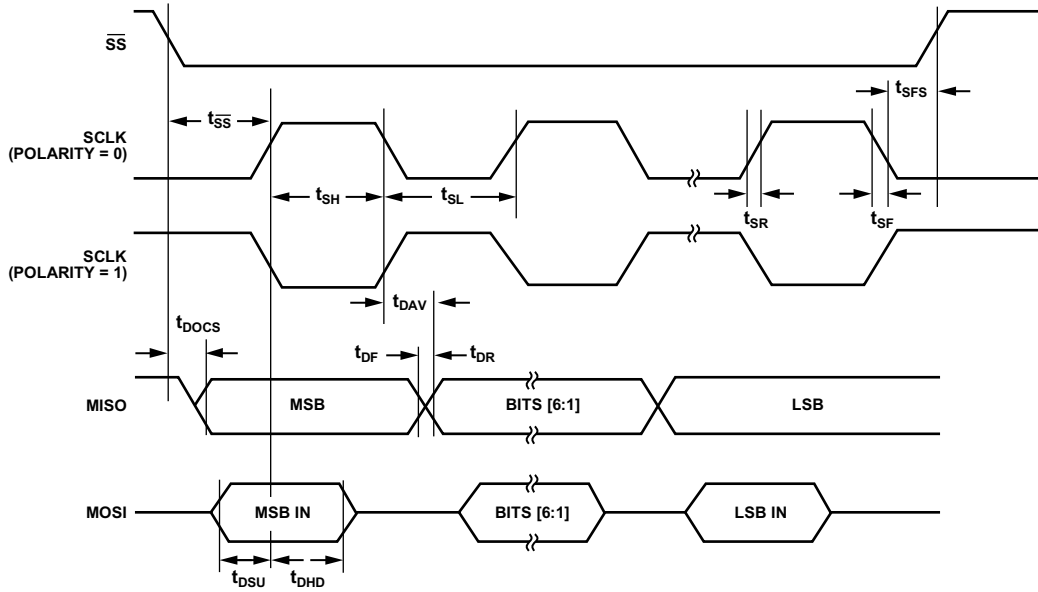 SS
tSFS
tSS
SCLK
(POLARITY = 0)
tSH
tSL
tSR
tSF
SCLK
(POLARITY = 1)
tDAV
tDOCS
tDF
tDR
MISO
MSB
BITS [6:1]
LSB
MOSI
MSB IN
BITS [6:1]
LSB IN
tDSU
tDHD